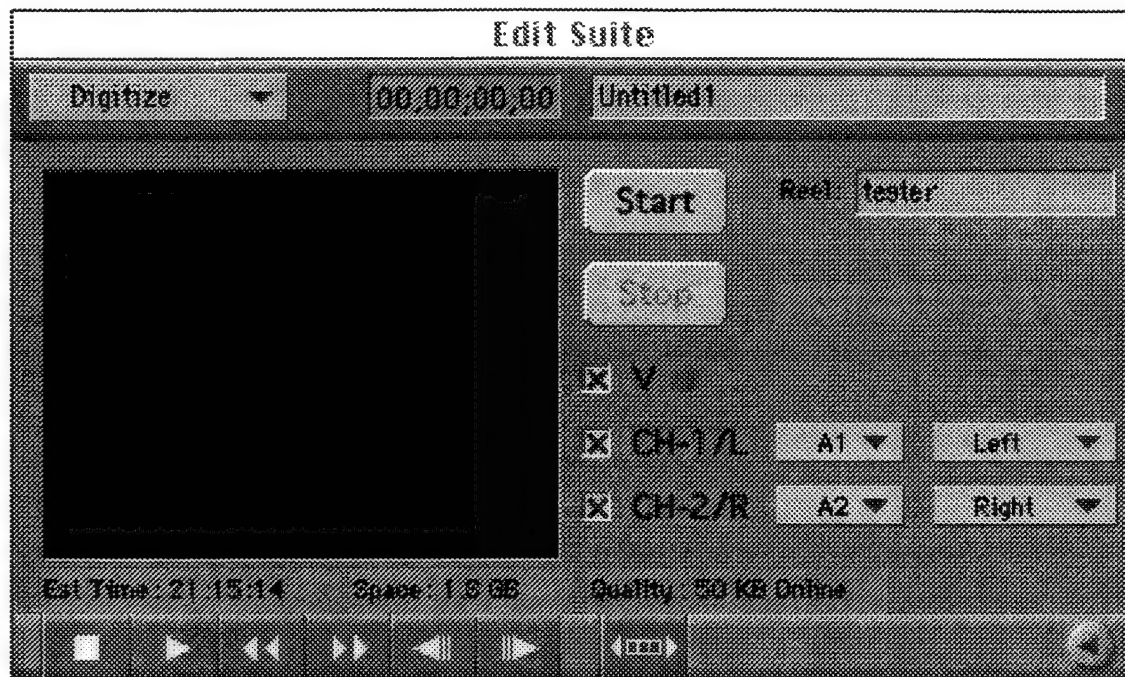 Edit Suite
Digitize 00;00;00;00 Untitled1
Start Reel: tester
Stop
V
CH-1/L A1 Left
CH-2/R A2 Right
Est Time: 21:15:14 Space: 1.8 GB Quality: 50 KB Online